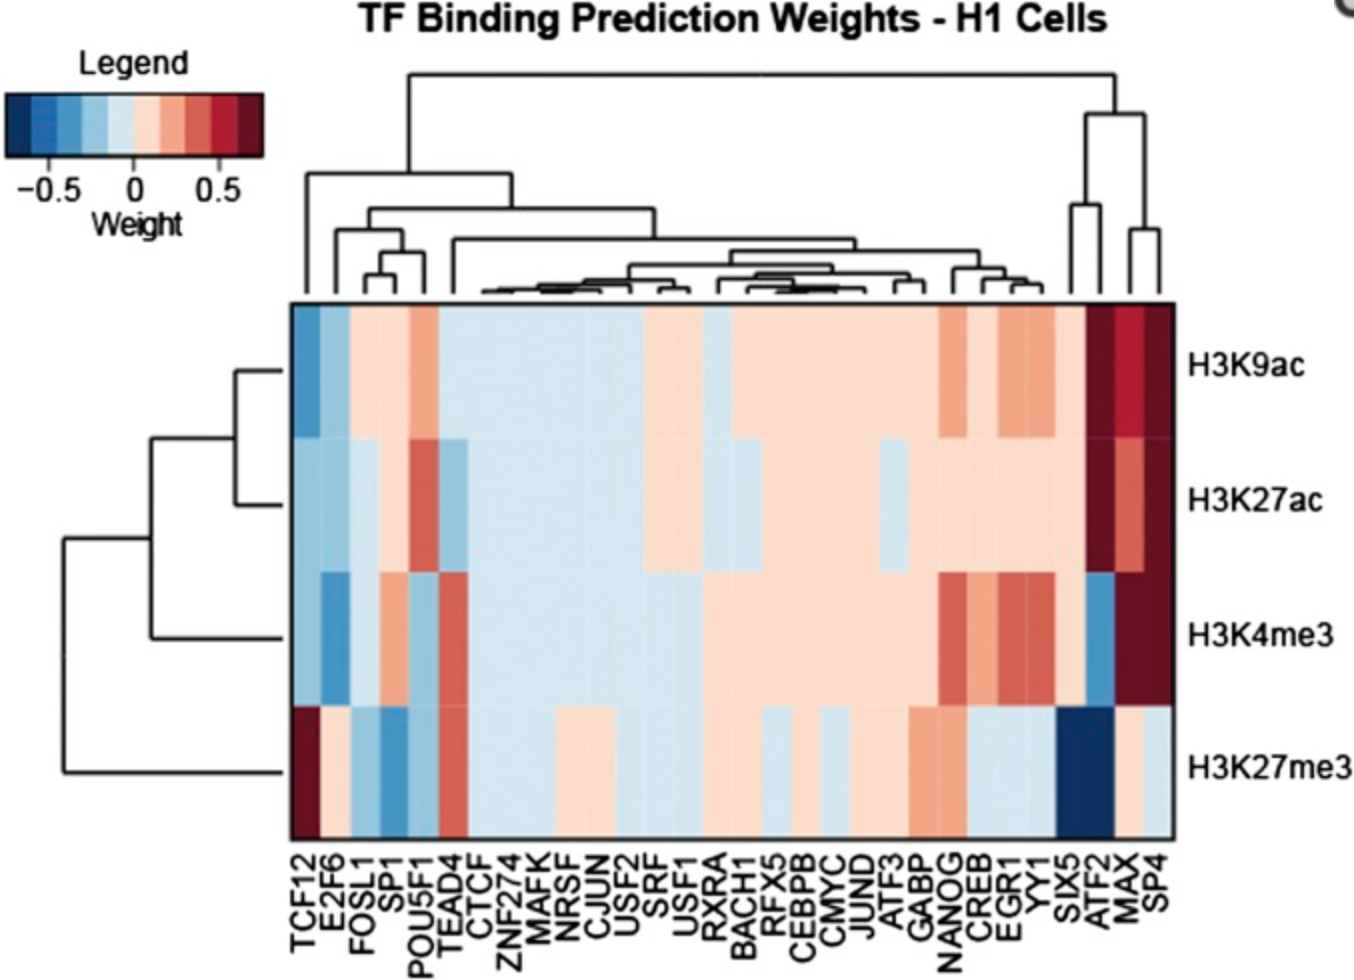 TF Binding Prediction Weights - H1 Cells
Legend
−0.5 0 0.5
Weight
H3K9ac
H3K27ac
H3K4me3
H3K27me3
TCF12
E2F6
FOSL1
SP1
POU5F1
TEAD4
CTCF
ZNF274
MAFK
NRSF
CJUN
USF2
SRF
USF1
RXRA
BACH1
RFX5
CEBPB
CMYC
JUND
ATF3
GABP
NANOG
CREB
EGR1
YY1
SIX5
ATF2
MAX
SP4